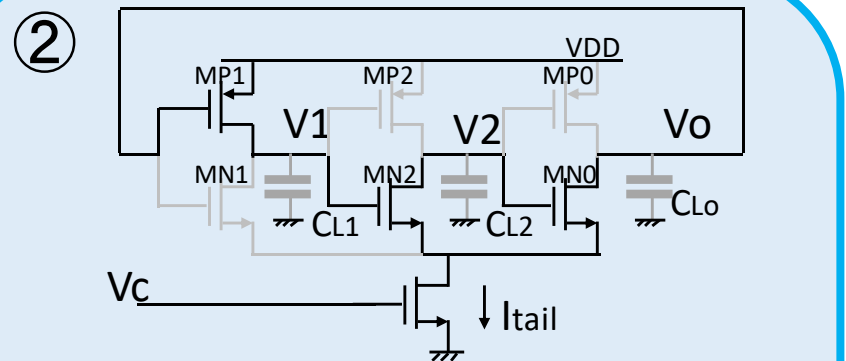 ②
VDD
MP1 MP2 MP0
V1 V2 Vo
MN1 MN2 MN0
CL1 CL2 CLo
Vc
Itail